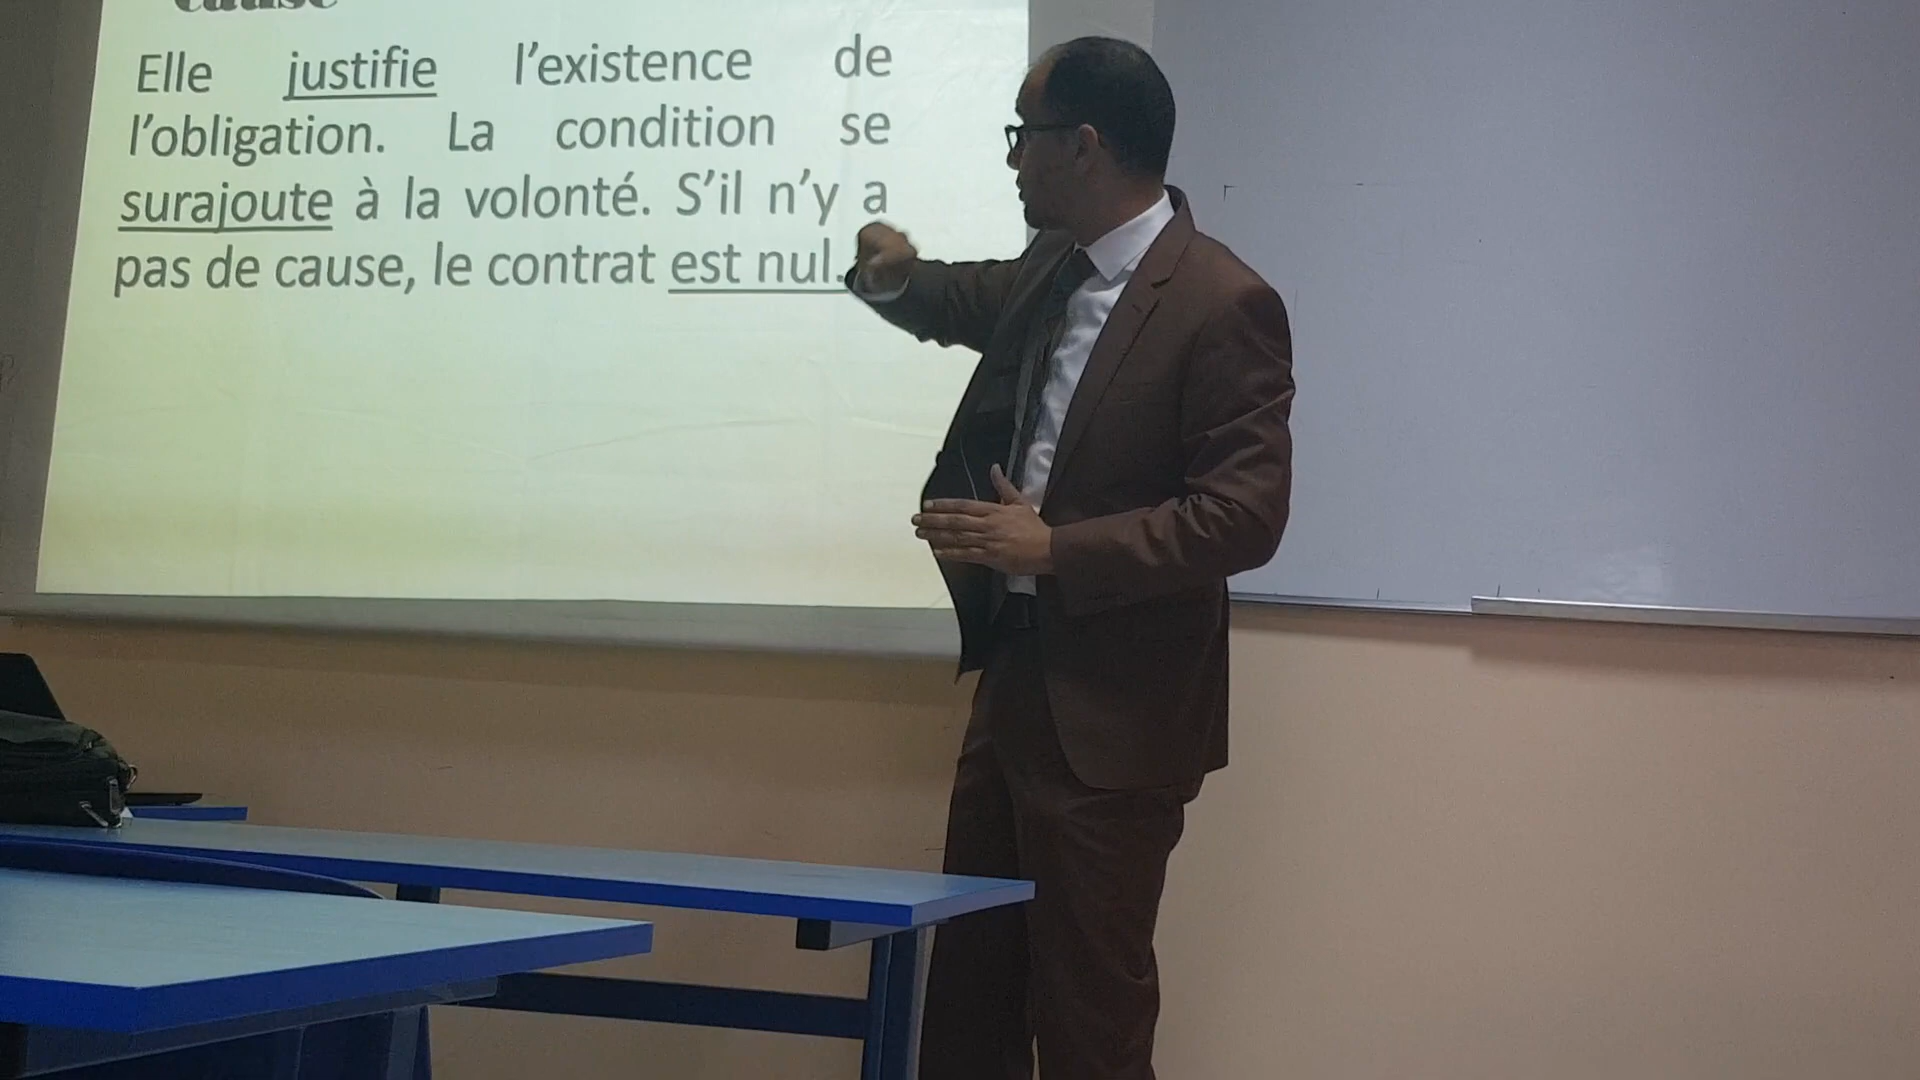 cause
Elle justifie l’existence de
l’obligation. La condition se
surajoute à la volonté. S’il n’y a
pas de cause, le contrat est nul.